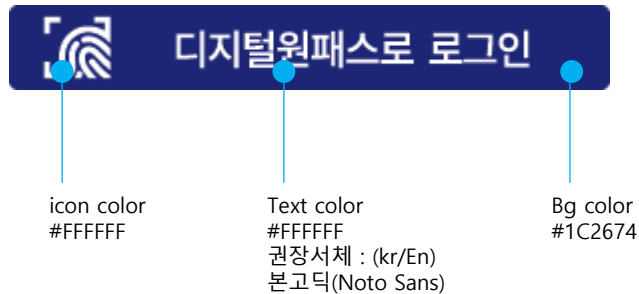 디지털원패스로 로그인
icon color
#FFFFFF
Text color
#FFFFFF
권장서체 : (kr/En)
본고딕(Noto Sans)
Bg color
#1C2674